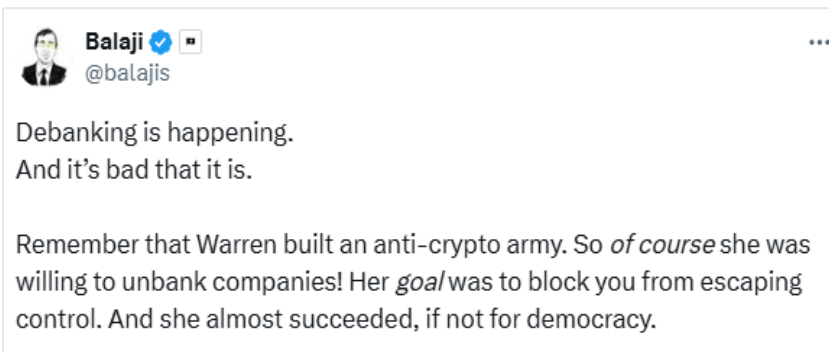 Balaji
@balajis
Debanking is happening.
And it’s bad that it is.
Remember that Warren built an anti-crypto army. So of course she was
willing to unbank companies! Her goal was to block you from escaping
control. And she almost succeeded, if not for democracy.